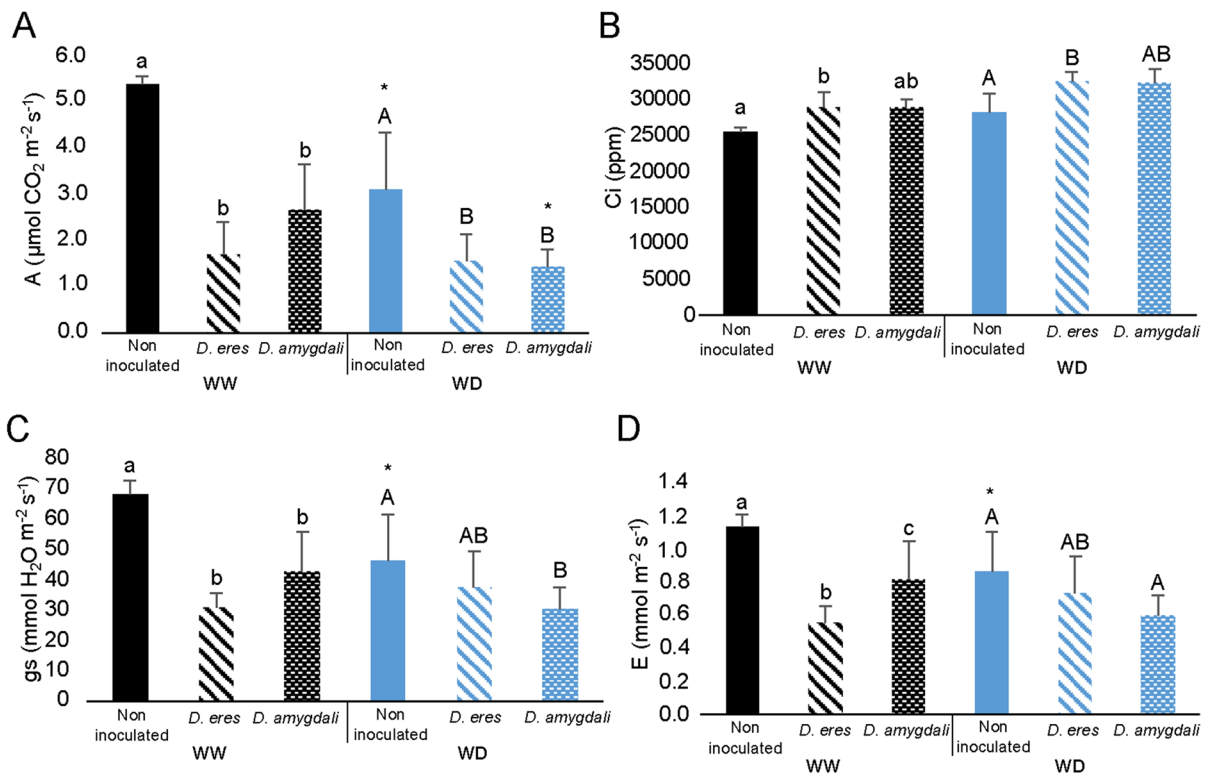 A
A (µmol CO₂ m⁻² s⁻¹)
6.0
5.0
4.0
3.0
2.0
1.0
0.0
a
b
b
*
A
B
*
B
Non inoculated
D. eres
D. amygdali
Non inoculated
D. eres
D. amygdali
WW
WD
B
Ci (ppm)
35000
30000
25000
20000
15000
10000
5000
0
a
b
ab
A
B
AB
Non inoculated
D. eres
D. amygdali
Non inoculated
D. eres
D. amygdali
WW
WD
C
gs (mmol H₂O m⁻² s⁻¹)
80
70
60
50
40
30
20
10
0
a
b
b
*
A
AB
B
Non inoculated
D. eres
D. amygdali
Non inoculated
D. eres
D. amygdali
WW
WD
D
E (mmol m⁻² s⁻¹)
1.4
1.2
1.0
0.8
0.6
0.4
0.2
0.0
a
b
c
*
A
AB
A
Non inoculated
D. eres
D. amygdali
Non inoculated
D. eres
D. amygdali
WW
WD